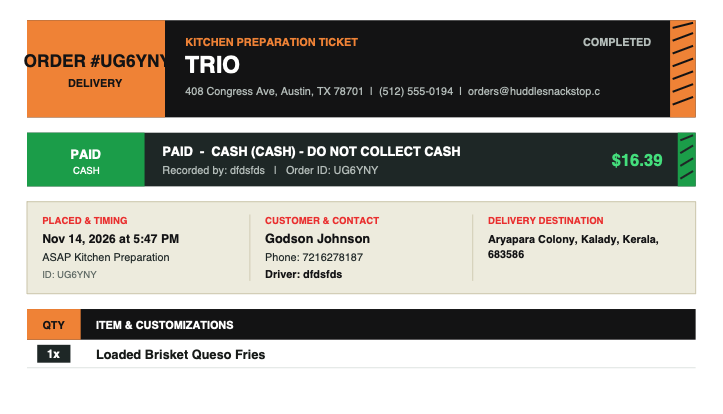 ORDER #UG6YNY
DELIVERY
KITCHEN PREPARATION TICKET
COMPLETED
TRIO
408 Congress Ave, Austin, TX 78701 | (512) 555-0194 | orders@huddlesnackstop.c
PAID
CASH
PAID - CASH (CASH) - DO NOT COLLECT CASH
Recorded by: dfdsfds | Order ID: UG6YNY
$16.39
PLACED & TIMING
Nov 14, 2026 at 5:47 PM
ASAP Kitchen Preparation
ID: UG6YNY
CUSTOMER & CONTACT
Godson Johnson
Phone: 7216278187
Driver: dfdsfds
DELIVERY DESTINATION
Aryapara Colony, Kalady, Kerala,
683586
QTY ITEM & CUSTOMIZATIONS
1x Loaded Brisket Queso Fries